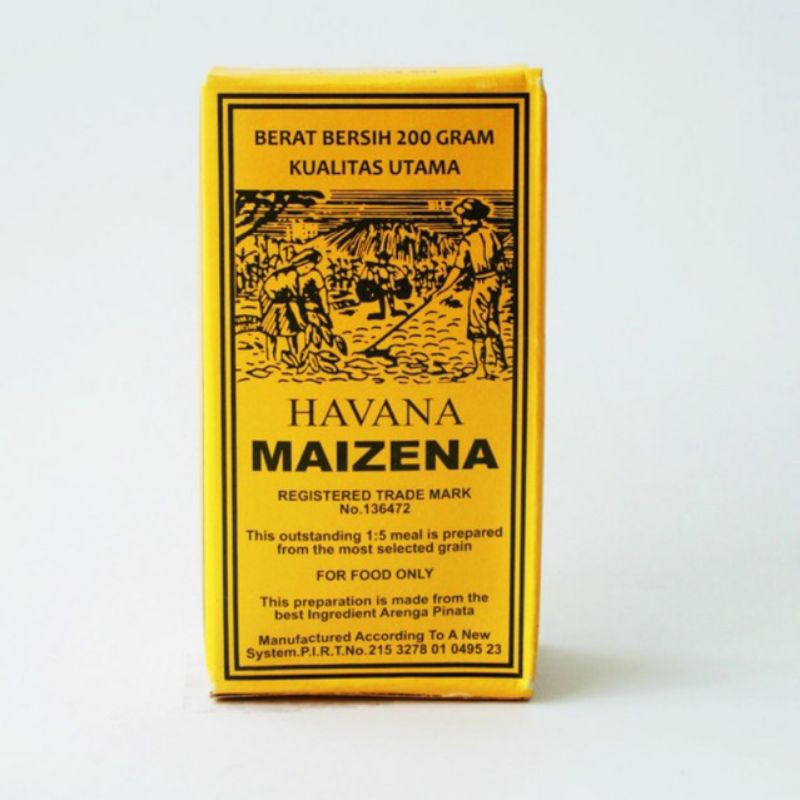 BERAT BERSIH 200 GRAM
KUALITAS UTAMA
HAVANA
MAIZENA
REGISTERED TRADE MARK
No.136472
This outstanding 1:5 meal is prepared
from the most selected grain
FOR FOOD ONLY
This preparation is made from the
best Ingredient Arenga Pinata
Manufactured According To A New
System.P.I.R.T.No.215 3278 01 0495 23